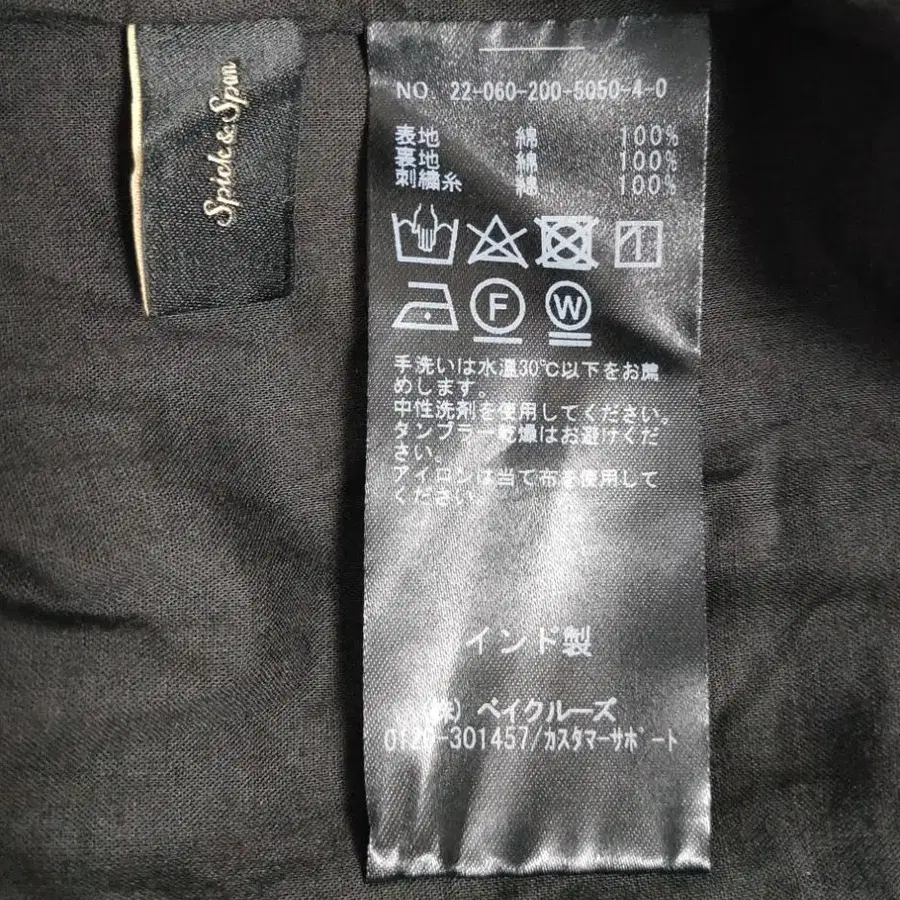 Spick & Span
NO. 22-060-200-5050-4-0
表地 綿 100%
裏地 綿 100%
刺繍糸 綿 100%
F W
手洗いは水温30℃以下をお薦
めします。
中性洗剤を使用してください。
タンブラー乾燥はお避けくだ
さい。
アイロンは当て布を使用して
ください
インド製
(株) ベイクルーズ
0120-301457/カスタマーサポート